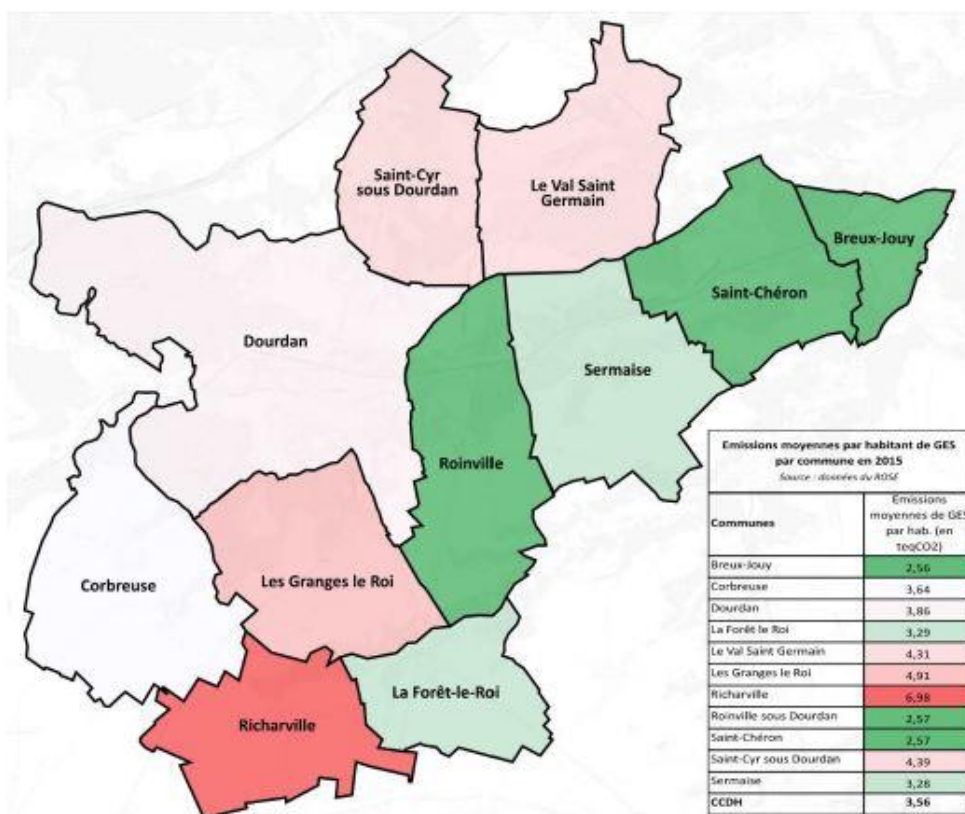 Saint-Cyr
sous Dourdan
Le Val Saint
Germain
Breux-Jouy
Saint-Chéron
Dourdan
Sermaise
Roinville
Corbreuse
Les Granges le Roi
La Forêt-le-Roi
Richarville
Emissions moyennes par habitant de GES
par commune en 2015
Source : données du ROSE
Communes
Emissions
moyennes de GES
par hab. (en
teqCO2)
Breux-Jouy 2,56
Corbreuse 3,64
Dourdan 3,86
La Forêt le Roi 3,29
Le Val Saint Germain 4,31
Les Granges le Roi 4,91
Richarville 6,98
Roinville sous Dourdan 2,57
Saint-Chéron 2,57
Saint-Cyr sous Dourdan 4,39
Sermaise 3,28
CCDH 3,56